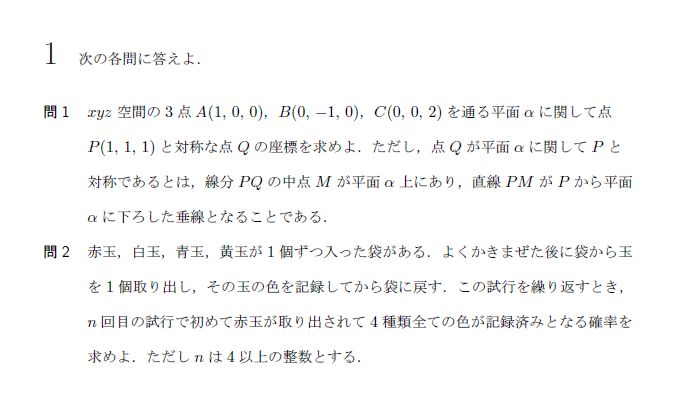 1 次の各問に答えよ．
問 1 xyz 空間の 3 点 A(1, 0, 0)，B(0, −1, 0)，C(0, 0, 2) を通る平面 α に関して点
P(1, 1, 1) と対称な点 Q の座標を求めよ．ただし，点 Q が平面 α に関して P と
対称であるとは，線分 PQ の中点 M が平面 α 上にあり，直線 PM が P から平面
α に下ろした垂線となることである．
問 2 赤玉，白玉，青玉，黄玉が 1 個ずつ入った袋がある．よくかきまぜた後に袋から玉
を 1 個取り出し，その玉の色を記録してから袋に戻す．この試行を繰り返すとき，
n 回目の試行で初めて赤玉が取り出されて 4 種類全ての色が記録済みとなる確率を
求めよ．ただし n は 4 以上の整数とする．